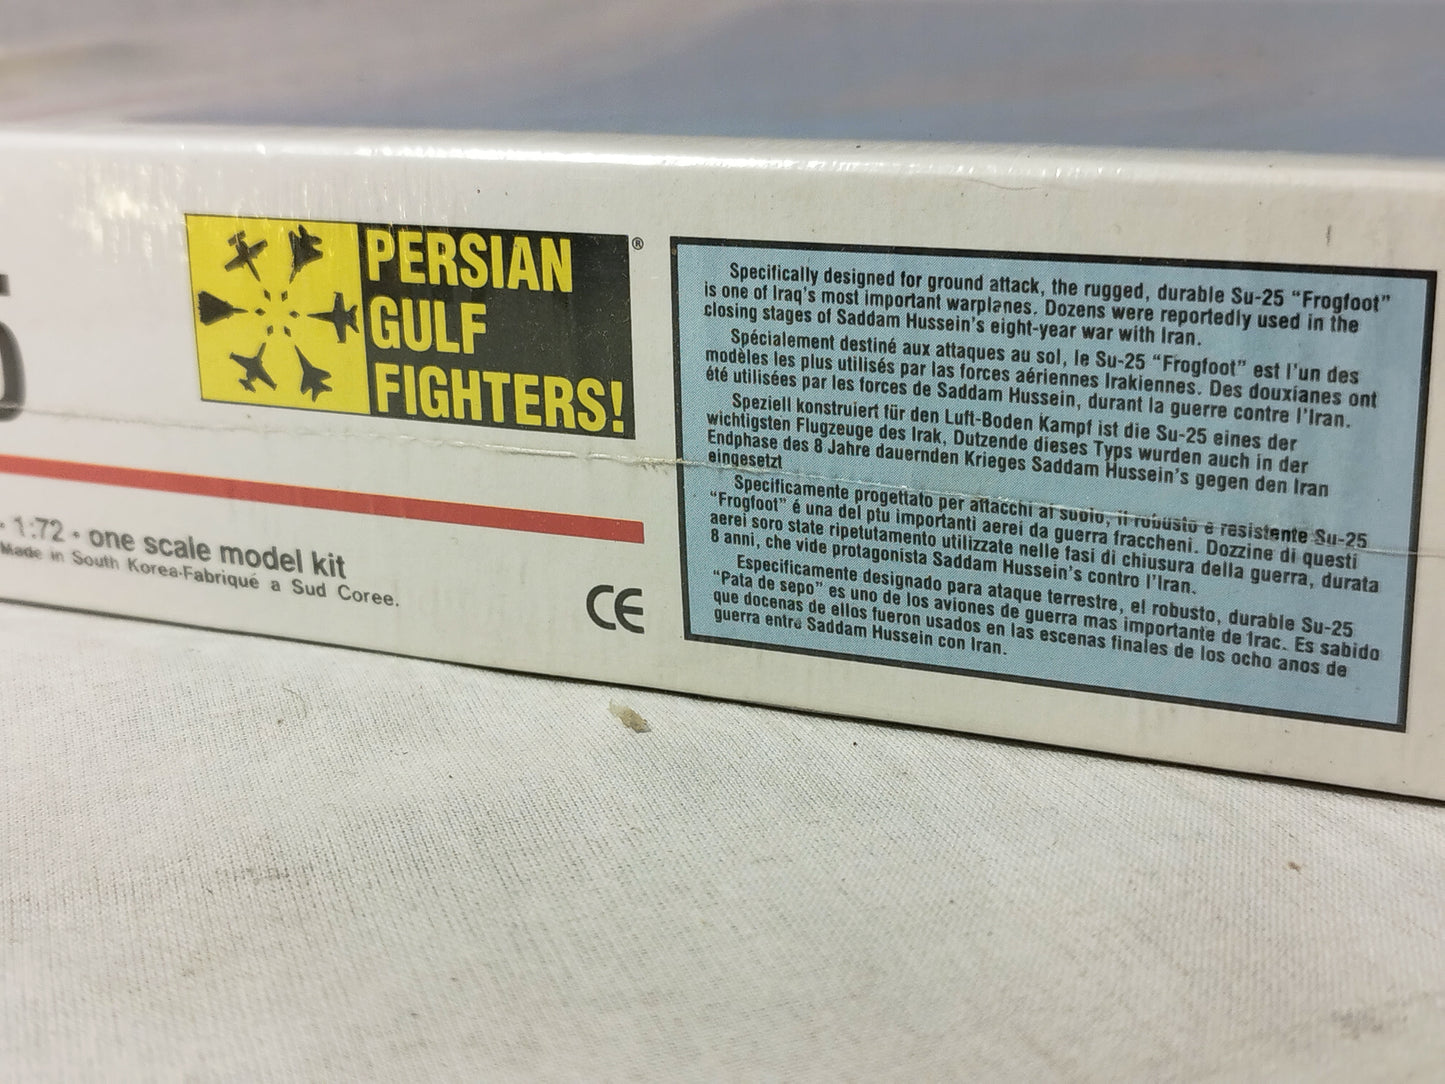 5
PERSIAN
GULF
FIGHTERS!
®
· 1:72 · one scale model kit
Made in South Korea·Fabriqué a Sud Coree.
CE
Specifically designed for ground attack, the rugged, durable Su-25 “Frogfoot”
is one of Iraq's most important warplanes. Dozens were reportedly used in the
closing stages of Saddam Hussein's eight-year war with Iran.
Spécialement destiné aux attaques au sol, le Su-25 “Frogfoot” est l'un des
modèles les plus utilisés par las forces aériennes Irakiennes. Des douxianes ont
été utilisées par les forces de Saddam Hussein, durant la guerre contre l'Iran.
Speziell konstruiert für den Luft-Boden Kampf ist die Su-25 eines der
wichtigsten Flugzeuge des Irak, Dutzende dieses Typs wurden auch in der
Endphase des 8 Jahre dauernden Krieges Saddam Hussein's gegen den Iran
eingesetzt
Specificamente progettato per attacchi al suolo, il robusto e resistente Su-25
“Frogfoot” é una del ptu importanti aerei da guerra fraccheni. Dozzine di questi
aerei soro state ripetutamento utilizzate nelle fasi di chiusura della guerra, durata
8 anni, che vide protagonista Saddam Hussein's contro l'Iran.
Especificamente designado para ataque terrestre, el robusto, durable Su-25
“Pata de sepo” es uno de los aviones de guerra mas importante de 1rac. Es sabido
que docenas de ellos fueron usados en las escenas finales de los ocho anos de
guerra entre Saddam Hussein con Iran.